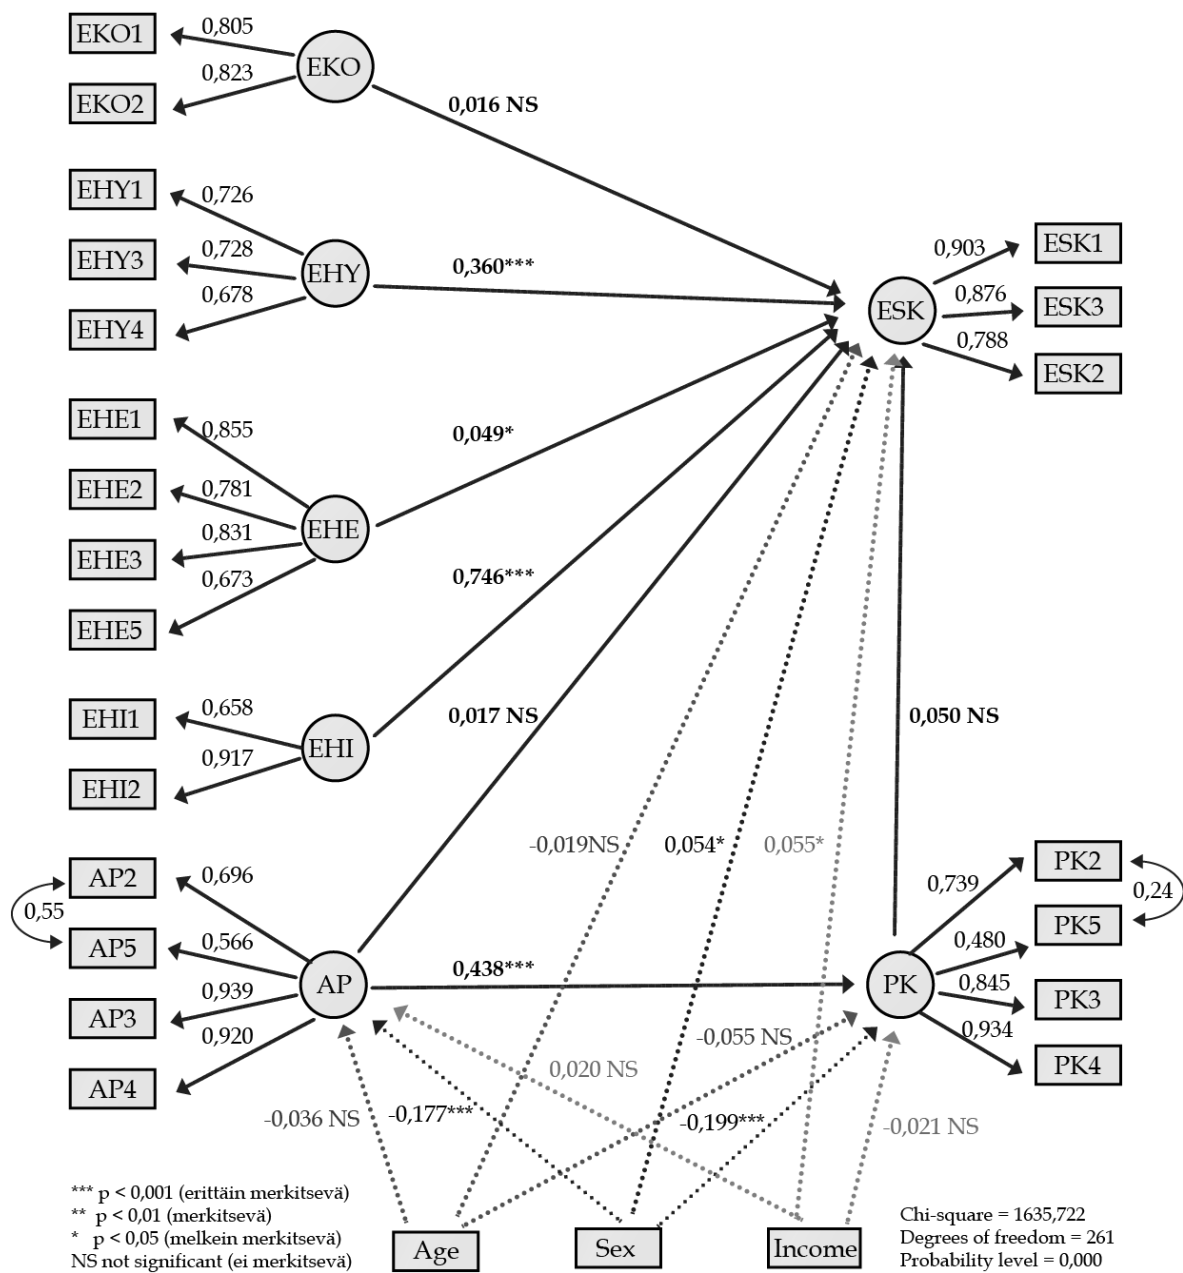 EKO1
0,805
EKO
0,823
EKO2
0,016 NS
EHY1
0,726
EHY3
0,728
EHY
0,678
EHY4
0,360***
ESK
0,903
ESK1
0,876
ESK3
0,788
ESK2
EHE1
0,855
EHE2
0,781
EHE
0,831
EHE3
0,673
EHE5
0,049*
0,746***
EHI1
0,658
EHI
0,917
EHI2
0,017 NS
0,050 NS
-0,019NS
0,054*
0,055*
AP2
0,696
0,55
AP5
0,566
AP
0,939
AP3
0,920
AP4
0,438***
PK
0,739
PK2
0,24
0,480
PK5
0,845
PK3
0,934
PK4
-0,055 NS
0,020 NS
-0,036 NS
-0,177***
-0,199***
-0,021 NS
*** p < 0,001 (erittäin merkitsevä)
** p < 0,01 (merkitsevä)
* p < 0,05 (melkein merkitsevä)
NS not significant (ei merkitsevä)
Age
Sex
Income
Chi-square = 1635,722
Degrees of freedom = 261
Probability level = 0,000